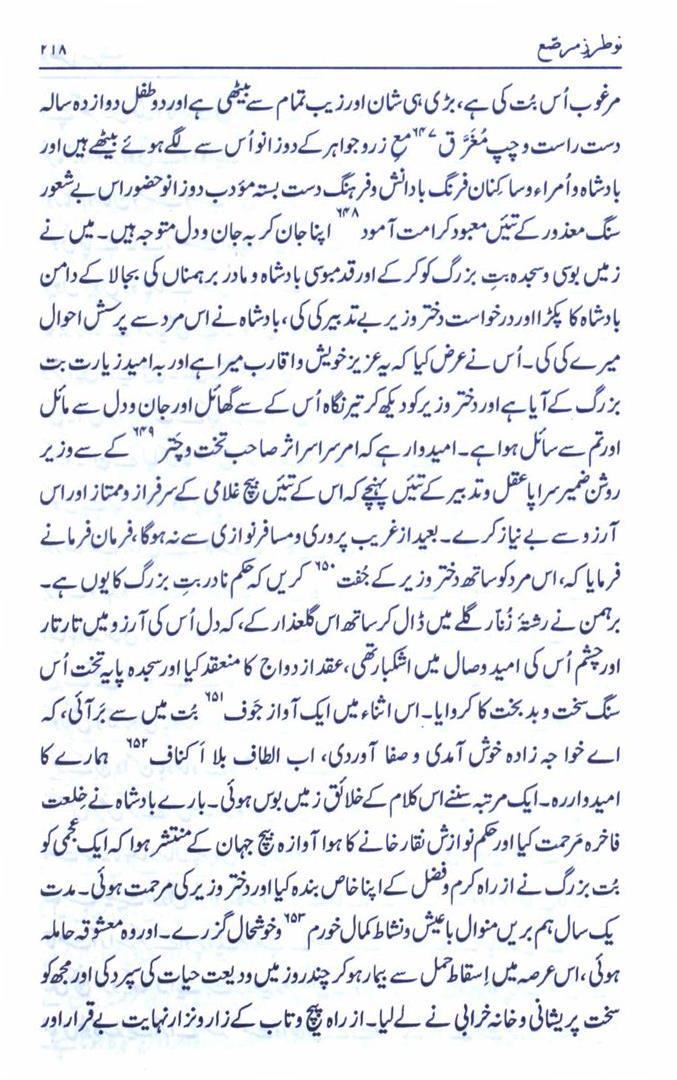 نوطرزِ مرصّع ۲۱۸
مرغوب اُس بُت کی ہے، بڑی ہی شان اور زیب تمام سے بیٹھی ہے اور دو طفل دوازدہ سالہ
دست راست و چپ مُغَرَّق ۶۴۷ مع زر و جواہر کے دوزانو اُس سے لگے ہوئے بیٹھے ہیں اور
بادشاہ و اُمراء و ساکنان فرنگ بادانش و فرہنگ دست بستہ مؤدب دوزانو حضور اس بے شعور
سنگ معذور کے تئیں معبود کرامت آمود ۶۴۸ اپنا جان کر بہ جان و دل متوجہ ہیں۔ میں نے
زمیں بوسی و سجدہ بتِ بزرگ کو کر کے اور قدمبوسی بادشاہ و مادر برہمناں کی بجا لا کے دامن
بادشاہ کا پکڑا اور درخواست دختر وزیر بے تدبیر کی کی، بادشاہ نے اس مرد سے پرسش احوال
میرے کی کی۔ اُس نے عرض کیا کہ یہ عزیز خویش و اقارب میرا ہے اور بہ امید زیارت بت
بزرگ کے آیا ہے اور دختر وزیر کو دیکھ کر تیر نگاہ اُس کے سے گھائل اور جان و دل سے مائل
اور تم سے سائل ہوا ہے۔ امیدوار ہے کہ امر سراسر اثر صاحب تخت و چتر ۶۴۹ کے سے وزیر
روشن ضمیر سراپا عقل و تدبیر کے تئیں پہنچے کہ اس کے تئیں بیچ غلامی کے سرفراز و ممتاز اور اس
آرزو سے بے نیاز کرے۔ بعید از غریب پروری و مسافر نوازی سے نہ ہوگا، فرمان فرما نے
فرمایا کہ، اس مرد کو ساتھ دختر وزیر کے جُفت ۶۵۰ کریں کہ حکم نادر بتِ بزرگ کا یوں ہے۔
برہمن نے رشتۂ زُنّار گلے میں ڈال کر ساتھ اس گلعذار کے، کہ دل اُس کی آرزو میں تار تار
اور چشم اُس کی امید وصال میں اشکبار تھی، عقد ازدواج کا منعقد کیا اور سجدہ پایۂ تخت اُس
سنگ سخت و بد بخت کا کروایا۔ اس اثناء میں ایک آواز جَوف ۶۵۱ بُت میں سے بَر آئی، کہ
اے خواجہ زادہ خوش آمدی و صفا آوردی، اب الطاف بلا اَکناف ۶۵۲ ہمارے کا
امیدوار رہ۔ ایک مرتبہ سننے اس کلام کے خلائق زمیں بوس ہوئی۔ بارے بادشاہ نے خِلعت
فاخرہ مَرحمت کیا اور حکم نوازش نقار خانے کا ہوا آوازہ بیچ جہان کے منتشر ہوا کہ ایک عجمی کو
بُت بزرگ نے از راہ کرم و فضل کے اپنا خاص بندہ کیا اور دختر وزیر کی مرحمت ہوئی۔ مدت
یک سال ہم بریں منوال با عیش و نشاط کمال خورم ۶۵۳ و خوشحال گزرے۔ اور وہ معشوقہ حاملہ
ہوئی، اس عرصہ میں اِسقاط حمل سے بیمار ہو کر چند روز میں ودیعت حیات کی سپرد کی اور مجھ کو
سخت پریشانی و خانہ خرابی نے لے لیا۔ از راہ پیچ و تاب کے زار و نزار نہایت بے قرار اور